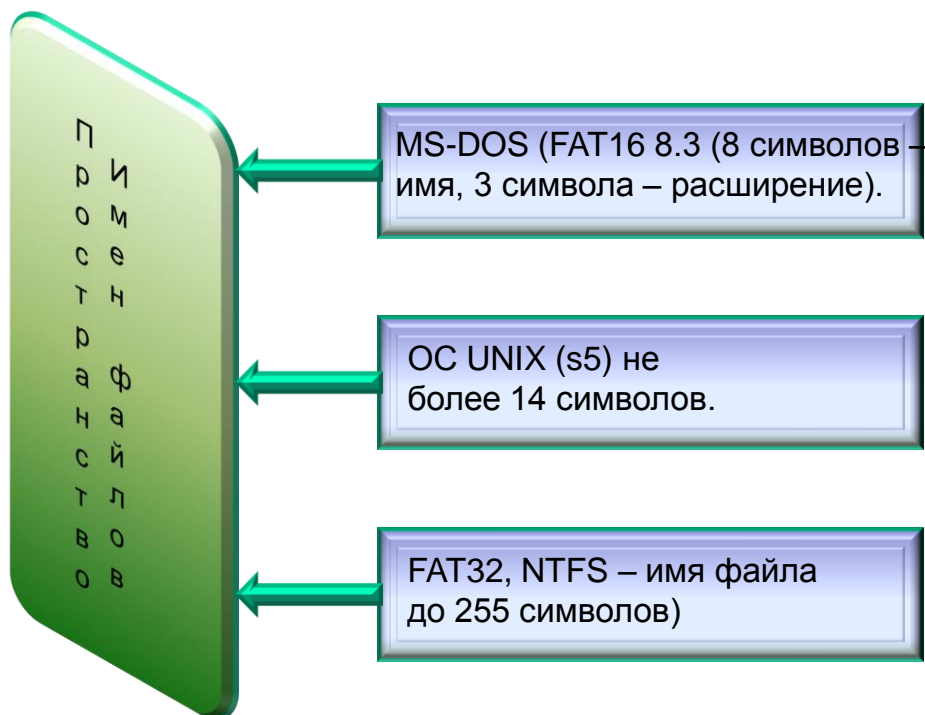 Пространство
Имен файлов
MS-DOS (FAT16 8.3 (8 символов –
имя, 3 символа – расширение).
ОС UNIX (s5) не
более 14 символов.
FAT32, NTFS – имя файла
до 255 символов)